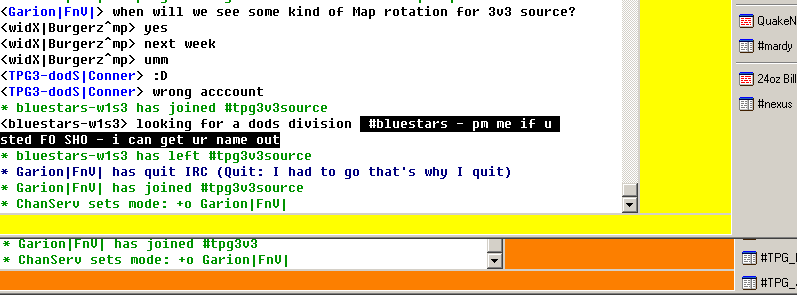 <Garion|FnV|> when will we see some kind of Map rotation for 3v3 source?
<widX|Burgerz^mp> yes
<widX|Burgerz^mp> next week
<widX|Burgerz^mp> umm
<TPG3-dodS|Conner> :D
<TPG3-dodS|Conner> wrong acccount
* bluestars-w1s3 has joined #tpg3v3source
<bluestars-w1s3> looking for a dods division  #bluestars - pm me if u
sted FO SHO - i can get ur name out
* bluestars-w1s3 has left #tpg3v3source
* Garion|FnV| has quit IRC (Quit: I had to go that's why I quit)
* Garion|FnV| has joined #tpg3v3source
* ChanServ sets mode: +o Garion|FnV|
* Garion|FnV| has joined #tpg3v3
* ChanServ sets mode: +o Garion|FnV|
QuakeN
#mardy
24oz Bill
#nexus
#TPG_
#TPG_